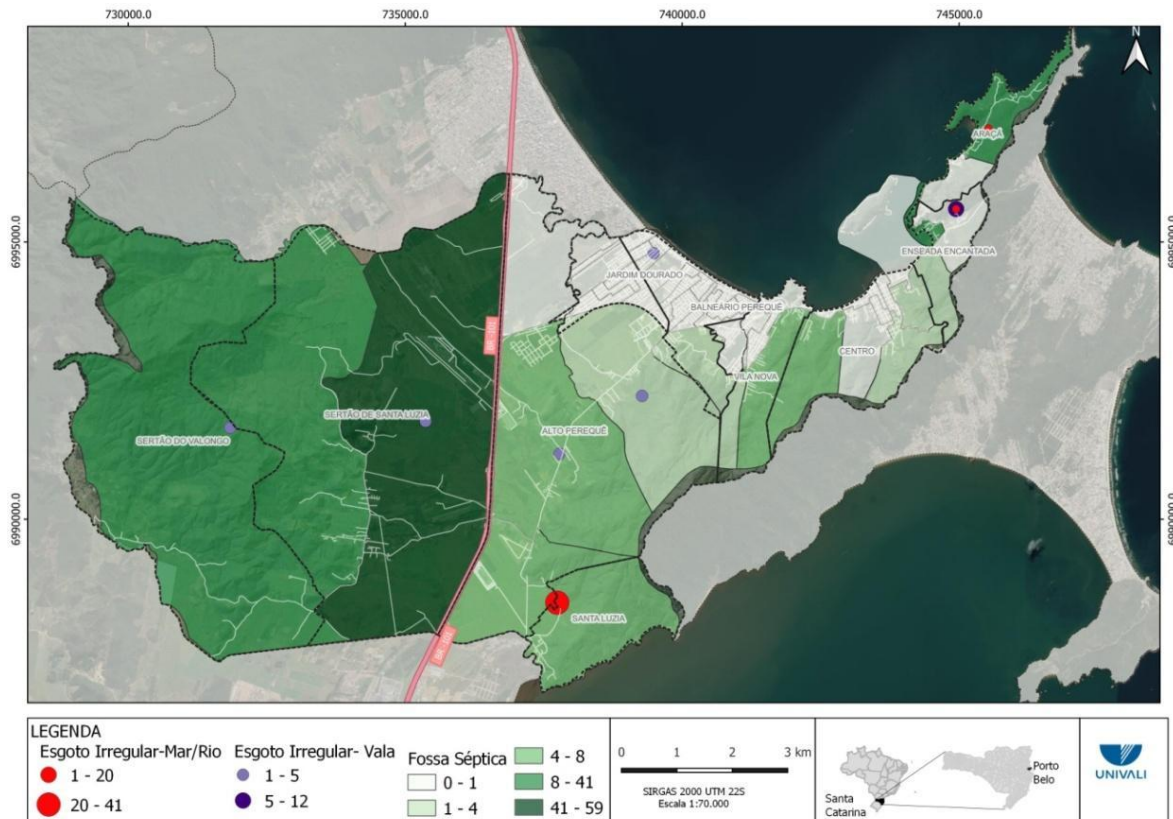 730000.0 735000.0 740000.0 745000.0
N
ARAÇÁ
6995000.0
6995000.0
ENSEADA ENCANTADA
JARDIM DOURADO
BALNEÁRIO PEREQUÊ
CENTRO
VILA NOVA
SERTÃO DE SANTA LUZIA
ALTO PEREQUÊ
SERTÃO DO VALONGO
6990000.0
6990000.0
SANTA LUZIA
LEGENDA
Esgoto Irregular-Mar/Rio
1 - 20
20 - 41
Esgoto Irregular- Vala
1 - 5
5 - 12
Fossa Séptica
0 - 1
1 - 4
4 - 8
8 - 41
41 - 59
0 1 2 3 km
SIRGAS 2000 UTM 22S
Escala 1:70.000
Santa
Catarina
Porto
Belo
UNIVALI